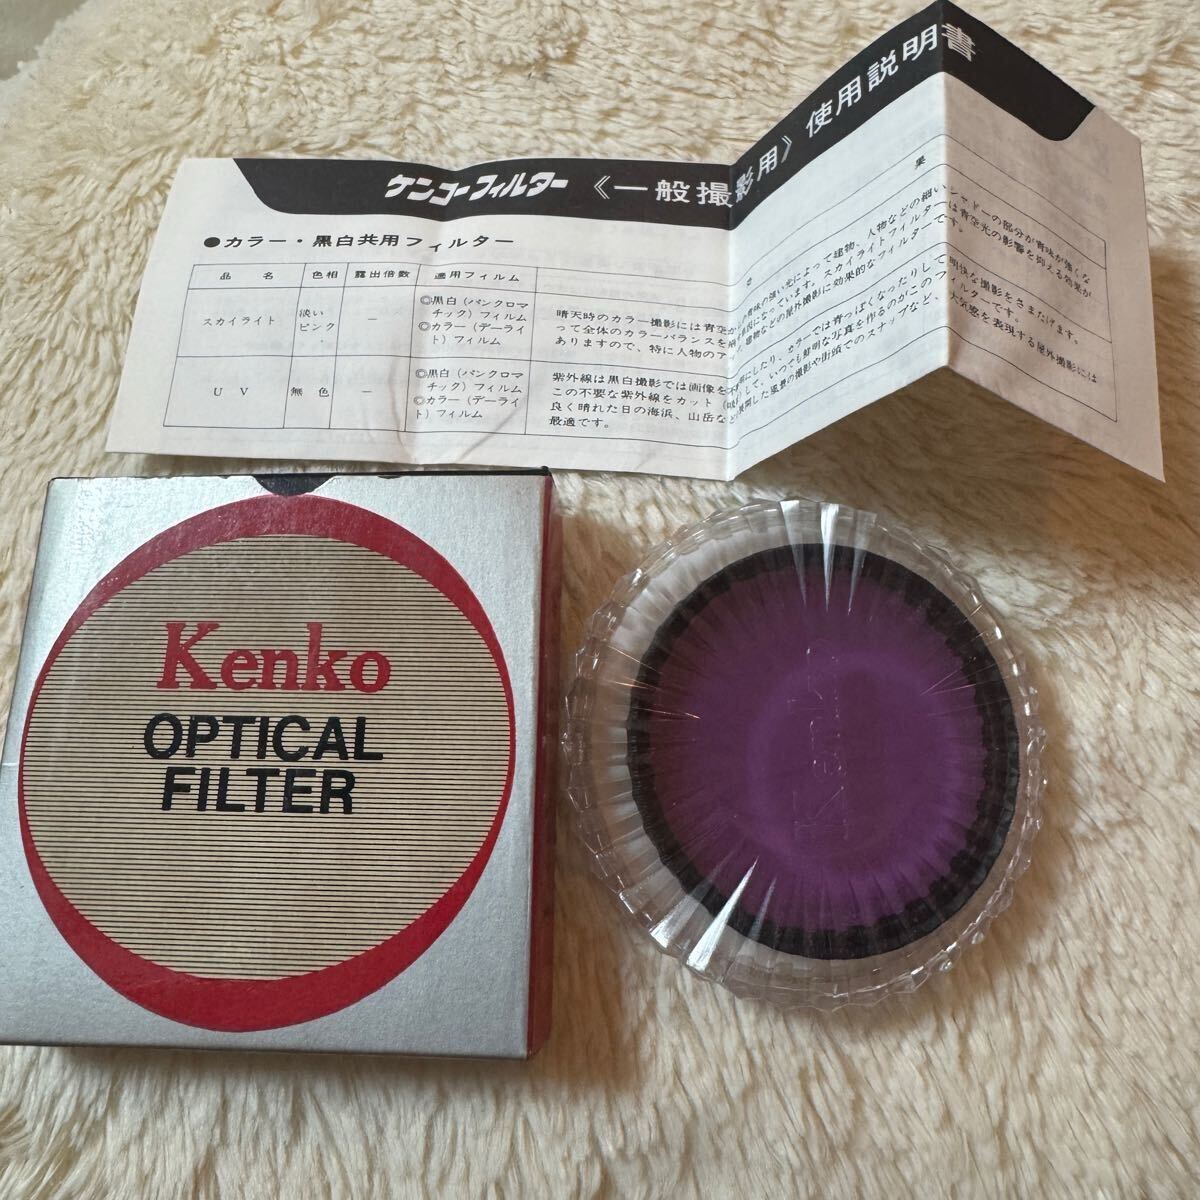 ケンコーフィルター 《一般撮影用》使用説明書
●カラー・黒白共用フィルター
品 名 色相 露出倍数 適用フィルム 効 果
スカイライト 淡いピンク － ◎黒白（パンクロマチック）フィルム ◎カラー（デーライト）フィルム
晴天時のカラー撮影には青空
って全体のカラーバランスを
ありますので、特に人物のア
UV 無色 － ◎黒白（パンクロマチック）フィルム ◎カラー（デーライト）フィルム
紫外線は黒白撮影では画像を
この不要な紫外線をカット
良く晴れた日の海浜、山岳など
最適です。
Kenko
OPTICAL
FILTER
Kenko